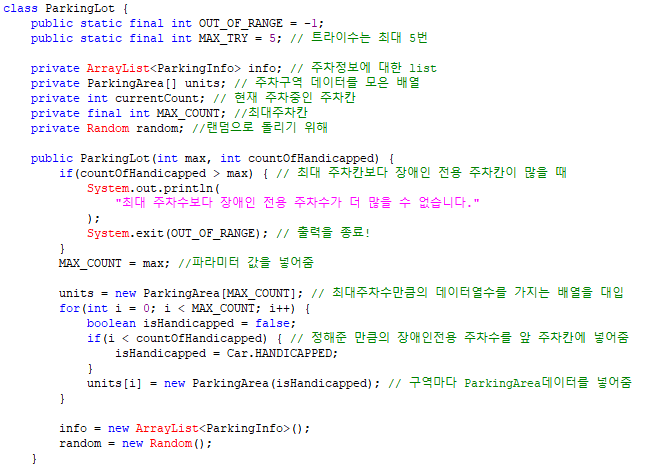 class ParkingLot {
    public static final int OUT_OF_RANGE = -1;
    public static final int MAX_TRY = 5; // 트라이수는 최대 5번

    private ArrayList<ParkingInfo> info; // 주차정보에 대한 list
    private ParkingArea[] units; // 주차구역 데이터를 모은 배열
    private int currentCount; // 현재 주차중인 주차칸
    private final int MAX_COUNT; //최대주차칸
    private Random random; //랜덤으로 돌리기 위해

    public ParkingLot(int max, int countOfHandicapped) {
        if(countOfHandicapped > max) { // 최대 주차칸보다 장애인 전용 주차칸이 많을 때
            System.out.println(
                "최대 주차수보다 장애인 전용 주차수가 더 많을 수 없습니다."
            );
            System.exit(OUT_OF_RANGE); // 출력을 종료!
        }
        MAX_COUNT = max; //파라미터 값을 넣어줌

        units = new ParkingArea[MAX_COUNT]; // 최대주차수만큼의 데이터열수를 가지는 배열을 대입
        for(int i = 0; i < MAX_COUNT; i++) {
            boolean isHandicapped = false;
            if(i < countOfHandicapped) { // 정해준 만큼의 장애인전용 주차수를 앞 주차칸에 넣어줌
                isHandicapped = Car.HANDICAPPED;
            }
            units[i] = new ParkingArea(isHandicapped); // 구역마다 ParkingArea데이터를 넣어줌
        }

        info = new ArrayList<ParkingInfo>();
        random = new Random();
    }